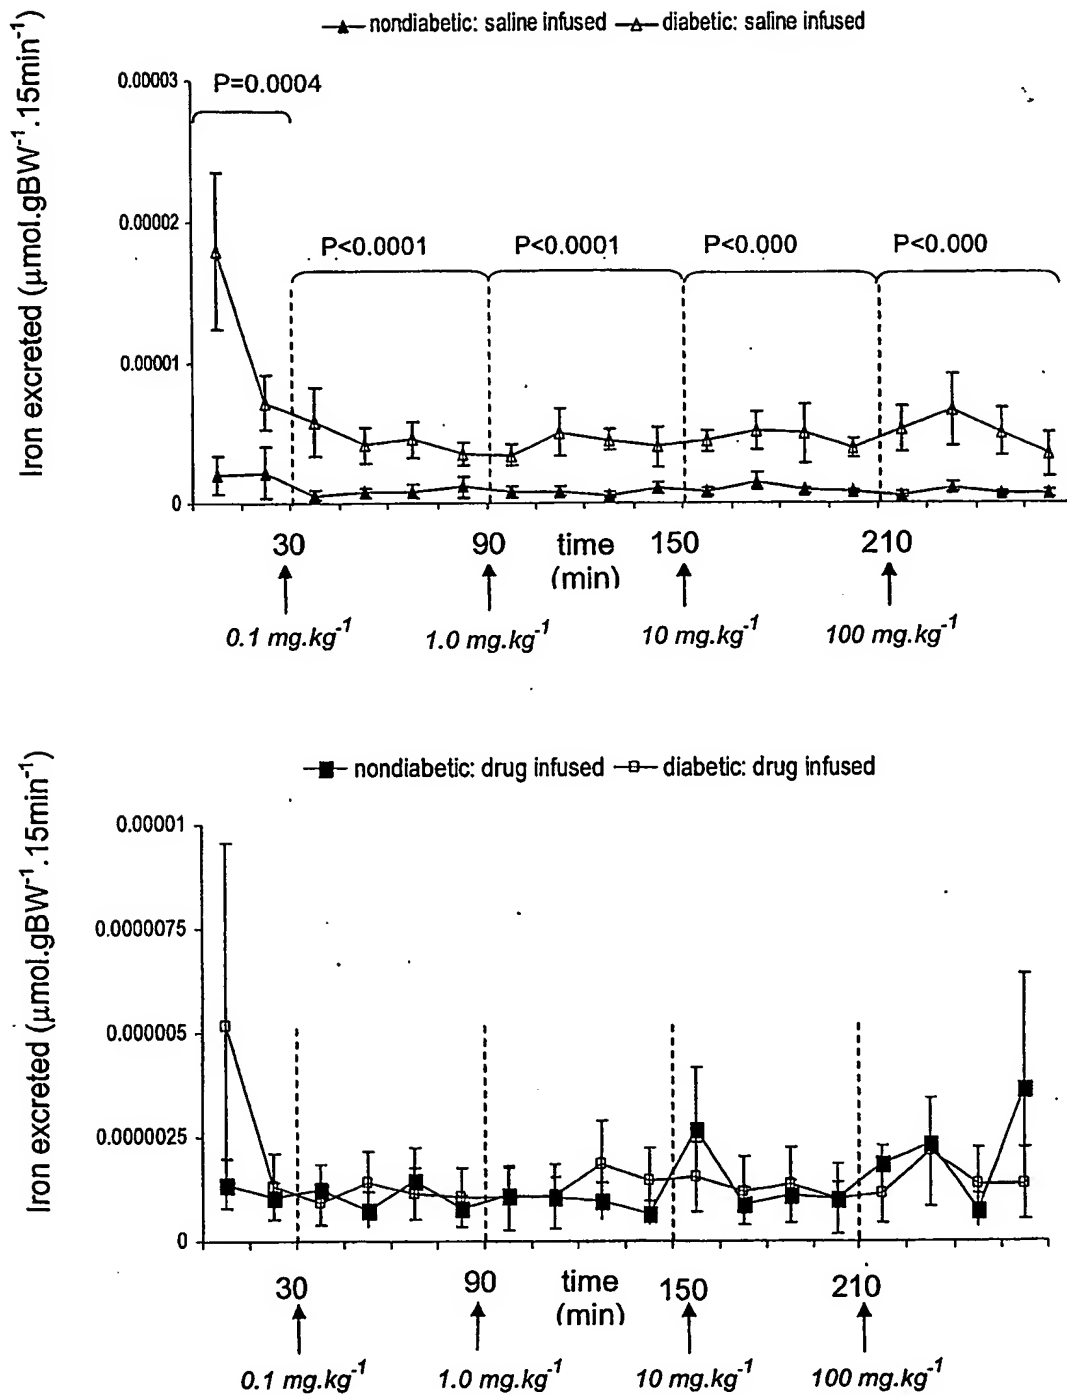 nondiabetic: saline infused diabetic: saline infused
Iron excreted (μmol.gBW⁻¹.15min⁻¹)
0.00003
P=0.0004
0.00002
P<0.0001 P<0.0001 P<0.000 P<0.000
0.00001
0
30 90 time 150 210
(min)
0.1 mg.kg⁻¹ 1.0 mg.kg⁻¹ 10 mg.kg⁻¹ 100 mg.kg⁻¹
nondiabetic: drug infused diabetic: drug infused
Iron excreted (μmol.gBW⁻¹.15min⁻¹)
0.00001
0.0000075
0.000005
0.0000025
0
30 90 time 150 210
(min)
0.1 mg.kg⁻¹ 1.0 mg.kg⁻¹ 10 mg.kg⁻¹ 100 mg.kg⁻¹